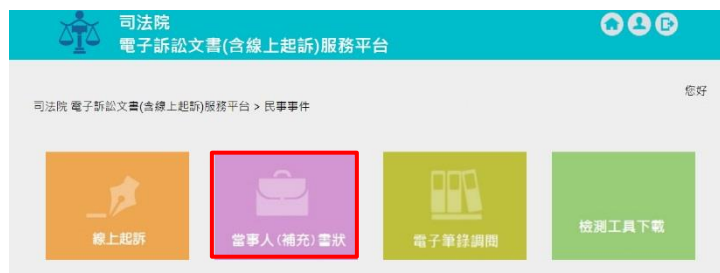 司法院
電子訴訟文書(含線上起訴)服務平台
您好
司法院 電子訴訟文書(含線上起訴)服務平台 > 民事事件
線上起訴
當事人(補充)書狀
電子筆錄調閱
檢測工具下載